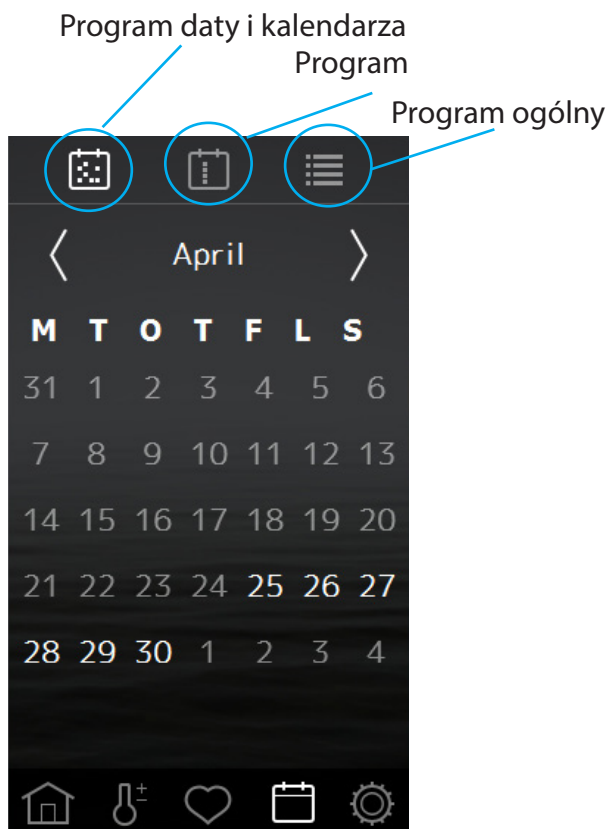 Program daty i kalendarza
Program
Program ogólny
April
M T O T F L S
31 1 2 3 4 5 6
7 8 9 10 11 12 13
14 15 16 17 18 19 20
21 22 23 24 25 26 27
28 29 30 1 2 3 4